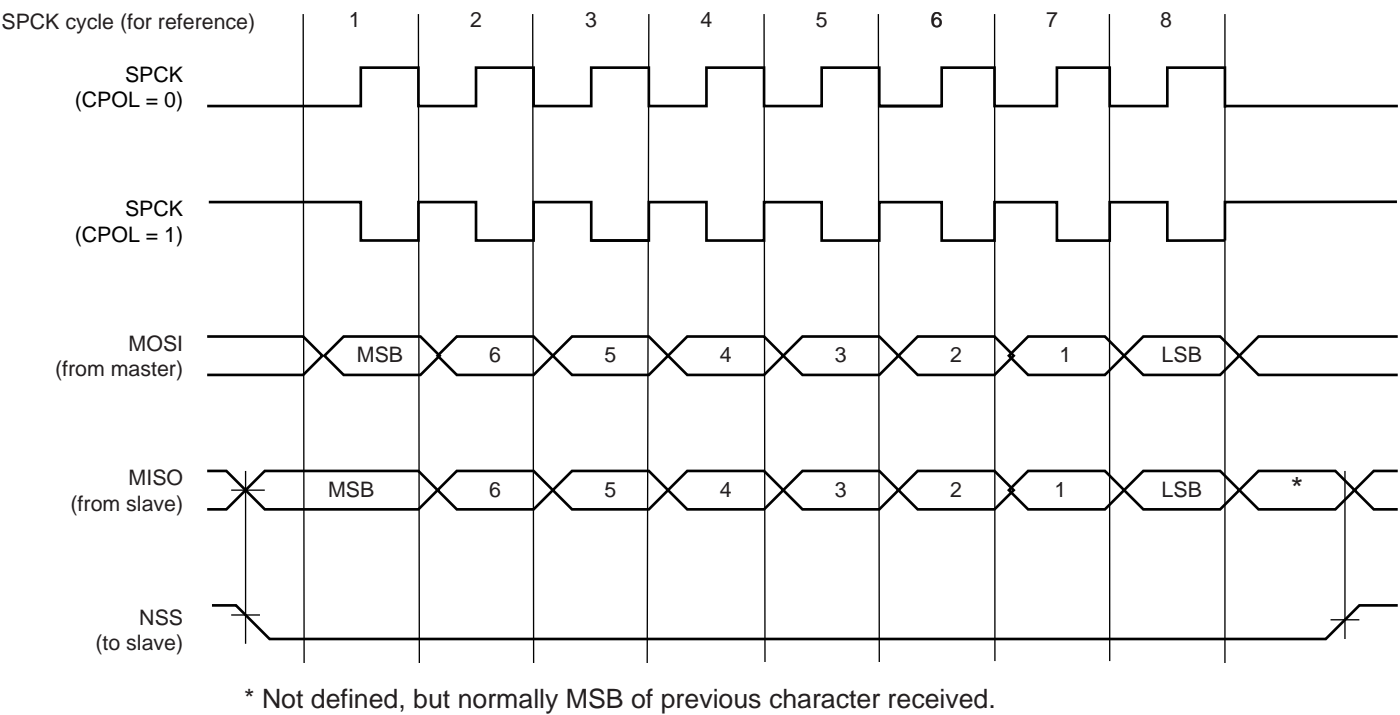 SPCK cycle (for reference) 1 2 3 4 5 6 7 8
SPCK
(CPOL = 0)
SPCK
(CPOL = 1)
MOSI
(from master)
MSB 6 5 4 3 2 1 LSB
MISO
(from slave)
MSB 6 5 4 3 2 1 LSB *
NSS
(to slave)
* Not defined, but normally MSB of previous character received.